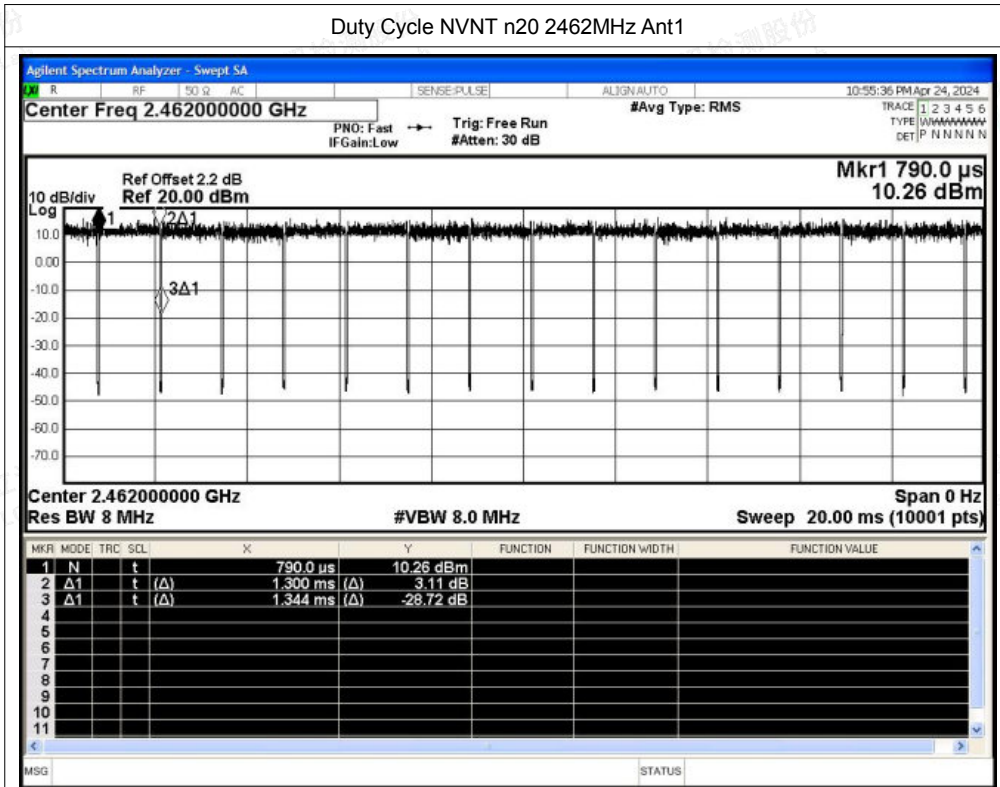 Duty Cycle NVNT n20 2462MHz Ant1
Agilent Spectrum Analyzer - Swept SA
R RF 50 Ω AC SENSE:PULSE ALIGN AUTO 10:55:36 PM Apr 24, 2024
Center Freq 2.462000000 GHz #Avg Type: RMS TRACE 1 2 3 4 5 6
PNO: Fast Trig: Free Run TYPE
IFGain:Low #Atten: 30 dB DET P N N N N N
Mkr1 790.0 µs
Ref Offset 2.2 dB
10 dB/div Ref 20.00 dBm 10.26 dBm
Log
1 2Δ1
10.0
0.00
-10.0 3Δ1
-20.0
-30.0
-40.0
-50.0
-60.0
-70.0
Center 2.462000000 GHz Span 0 Hz
Res BW 8 MHz #VBW 8.0 MHz Sweep 20.00 ms (10001 pts)
MKR MODE TRC SCL X Y FUNCTION FUNCTION WIDTH FUNCTION VALUE
1 N t 790.0 µs 10.26 dBm
2 Δ1 t (Δ) 1.300 ms (Δ) 3.11 dB
3 Δ1 t (Δ) 1.344 ms (Δ) -28.72 dB
4
5
6
7
8
9
10
11
MSG STATUS